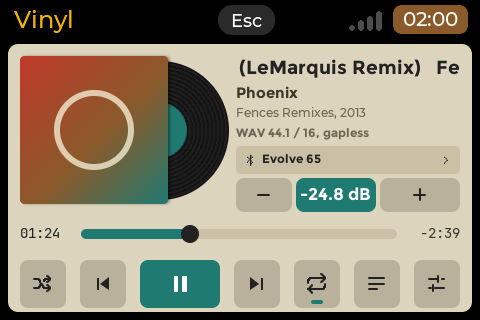 Vinyl
Esc
02:00
(LeMarquis Remix) Fe
Phoenix
Fences Remixes, 2013
WAV 44.1 / 16, gapless
Evolve 65
− -24.8 dB +
01:24
-2:39